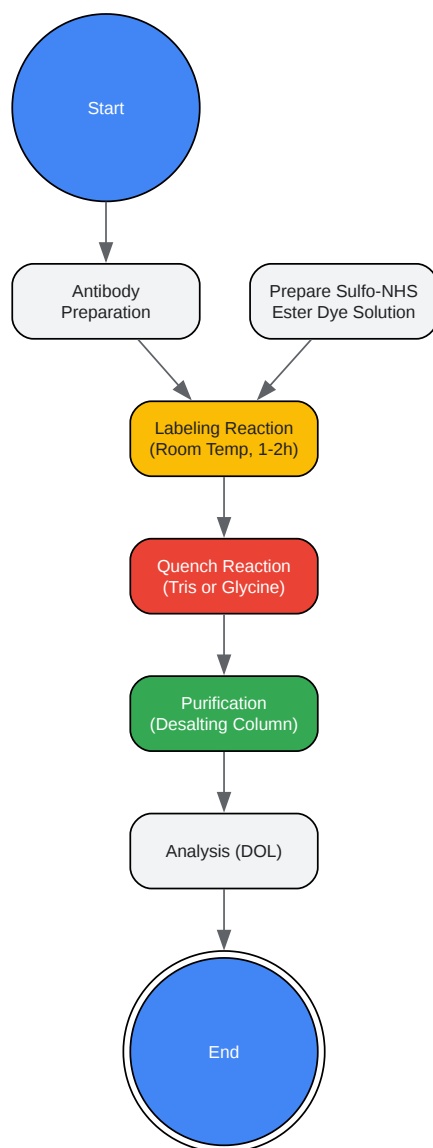 Start
Antibody
Preparation
Prepare Sulfo-NHS
Ester Dye Solution
Labeling Reaction
(Room Temp, 1-2h)
Quench Reaction
(Tris or Glycine)
Purification
(Desalting Column)
Analysis (DOL)
End